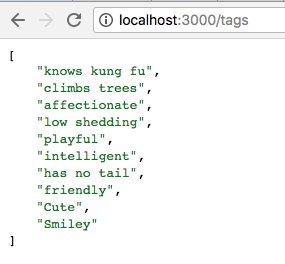 localhost:3000/tags
[
"knows kung fu",
"climbs trees",
"affectionate",
"low shedding",
"playful",
"intelligent",
"has no tail",
"friendly",
"Cute",
"Smiley"
]